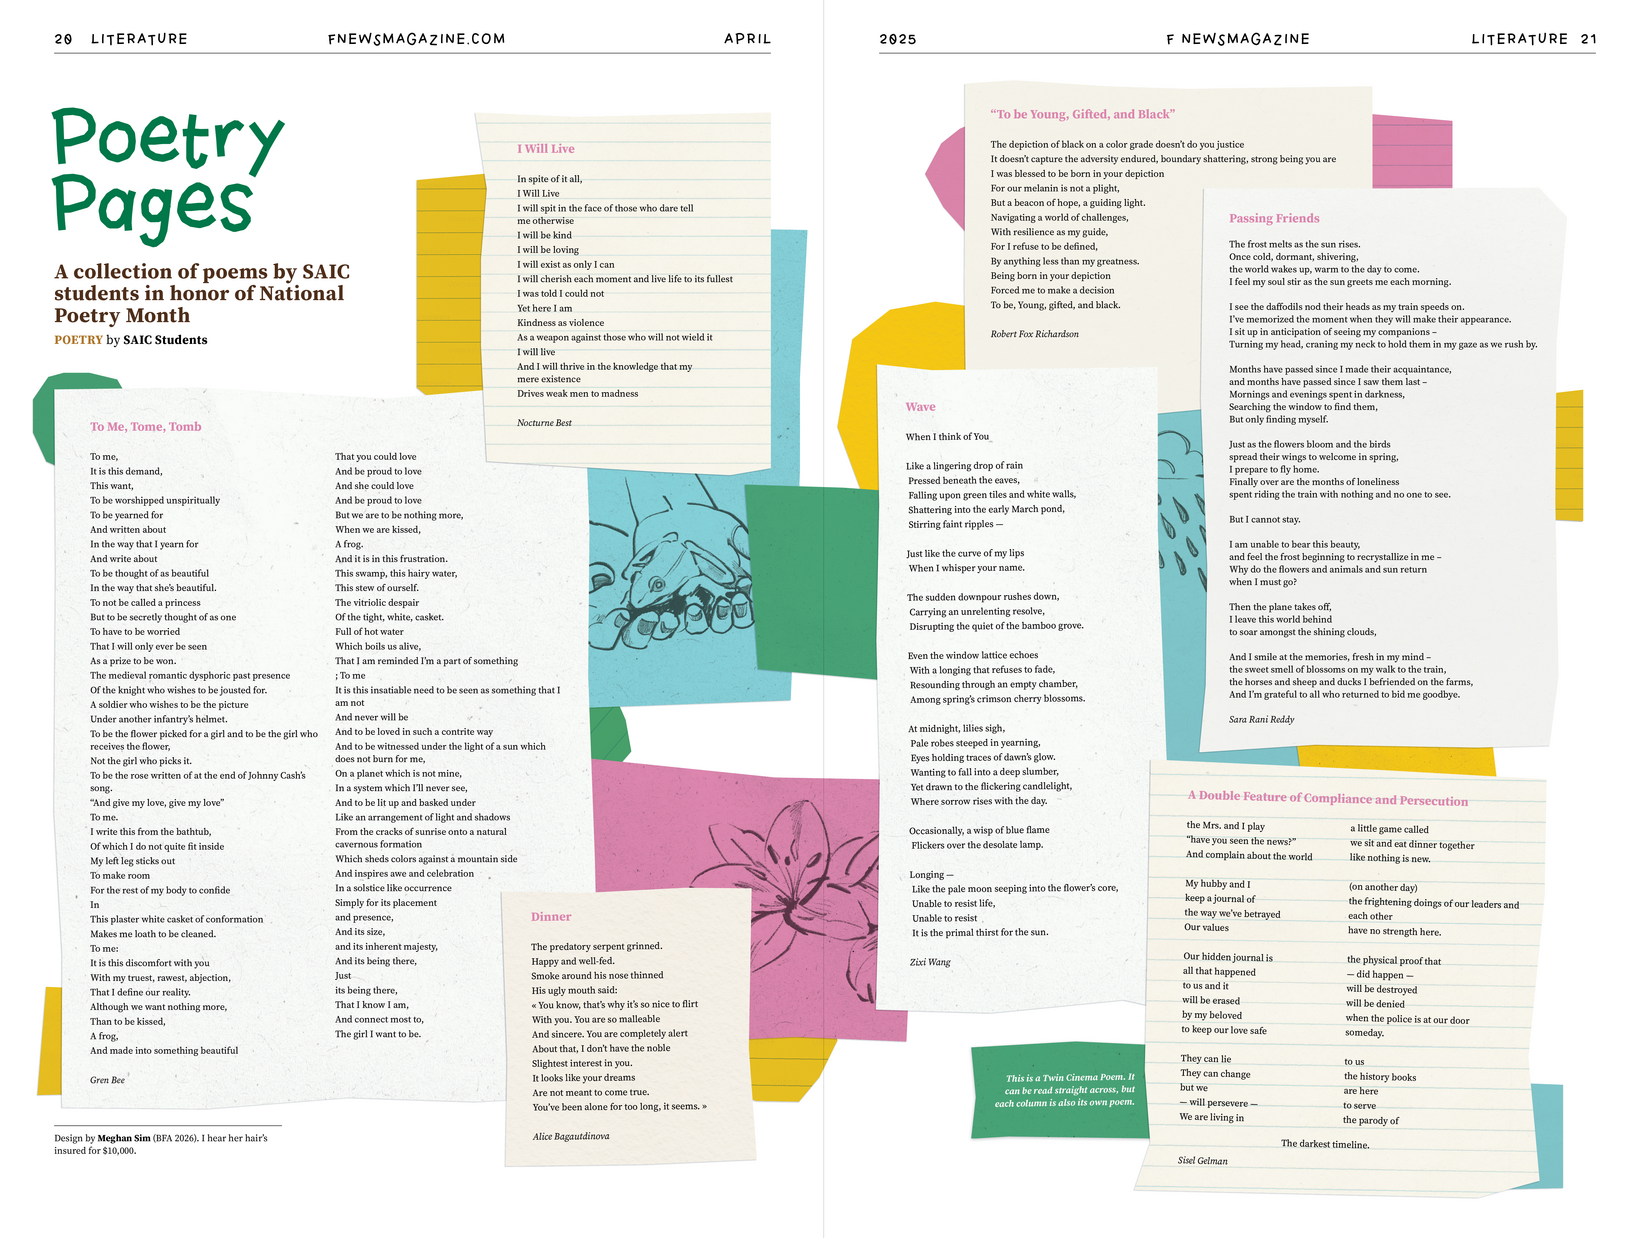 20 LITERATURE
FNEWSMAGAZINE.COM
APRIL
Poetry
Pages
A collection of poems by SAIC
students in honor of National
Poetry Month
POETRY by SAIC Students
I Will Live
In spite of it all,
I Will Live
I will spit in the face of those who dare tell
me otherwise
I will be kind
I will be loving
I will exist as only I can
I will cherish each moment and live life to its fullest
I was told I could not
Yet here I am
Kindness as violence
As a weapon against those who will not wield it
I will live
And I will thrive in the knowledge that my
mere existence
Drives weak men to madness
Nocturne Best
To Me, Tome, Tomb
To me,
It is this demand,
This want,
To be worshipped unspiritually
To be yearned for
And written about
In the way that I yearn for
And write about
To be thought of as beautiful
In the way that she's beautiful.
To not be called a princess
But to be secretly thought of as one
To have to be worried
That I will only ever be seen
As a prize to be won.
The medieval romantic dysphoric past presence
Of the knight who wishes to be jousted for.
A soldier who wishes to be the picture
Under another infantry's helmet.
To be the flower picked for a girl and to be the girl who
receives the flower,
Not the girl who picks it.
To be the rose written of at the end of Johnny Cash's
song.
"And give my love, give my love"
To me.
I write this from the bathtub,
Of which I do not quite fit inside
My left leg sticks out
To make room
For the rest of my body to confide
In
This plaster white casket of conformation
Makes me loath to be cleaned.
To me:
It is this discomfort with you
With my truest, rawest, abjection,
That I define our reality.
Although we want nothing more,
Than to be kissed,
A frog,
And made into something beautiful
Gren Bee
That you could love
And be proud to love
And she could love
And be proud to love
But we are to be nothing more,
When we are kissed,
A frog.
And it is in this frustration.
This swamp, this hairy water,
This stew of ourself.
The vitriolic despair
Of the tight, white, casket.
Full of hot water
Which boils us alive,
That I am reminded I'm a part of something
; To me
It is this insatiable need to be seen as something that I
am not
And never will be
And to be loved in such a contrite way
And to be witnessed under the light of a sun which
does not burn for me,
On a planet which is not mine,
In a system which I'll never see,
And to be lit up and basked under
Like an arrangement of light and shadows
From the cracks of sunrise onto a natural
cavernous formation
Which sheds colors against a mountain side
And inspires awe and celebration
In a solstice like occurrence
Simply for its placement
and presence,
And its size,
and its inherent majesty,
And its being there,
Just
its being there,
That I know I am,
And connect most to,
The girl I want to be.
Dinner
The predatory serpent grinned.
Happy and well-fed.
Smoke around his nose thinned
His ugly mouth said:
« You know, that's why it's so nice to flirt
With you. You are so malleable
And sincere. You are completely alert
About that, I don't have the noble
Slightest interest in you.
It looks like your dreams
Are not meant to come true.
You've been alone for too long, it seems. »
Alice Bagautdinova
Design by Meghan Sim (BFA 2026). I hear her hair's
insured for $10,000.
2025
F NEWSMAGAZINE
LITERATURE 21
"To be Young, Gifted, and Black"
The depiction of black on a color grade doesn't do you justice
It doesn't capture the adversity endured, boundary shattering, strong being you are
I was blessed to be born in your depiction
For our melanin is not a plight,
But a beacon of hope, a guiding light.
Navigating a world of challenges,
With resilience as my guide,
For I refuse to be defined,
By anything less than my greatness.
Being born in your depiction
Forced me to make a decision
To be, Young, gifted, and black.
Robert Fox Richardson
Passing Friends
The frost melts as the sun rises.
Once cold, dormant, shivering,
the world wakes up, warm to the day to come.
I feel my soul stir as the sun greets me each morning.
I see the daffodils nod their heads as my train speeds on.
I've memorized the moment when they will make their appearance.
I sit up in anticipation of seeing my companions –
Turning my head, craning my neck to hold them in my gaze as we rush by.
Months have passed since I made their acquaintance,
and months have passed since I saw them last –
Mornings and evenings spent in darkness,
Searching the window to find them,
But only finding myself.
Just as the flowers bloom and the birds
spread their wings to welcome in spring,
I prepare to fly home.
Finally over are the months of loneliness
spent riding the train with nothing and no one to see.
But I cannot stay.
I am unable to bear this beauty,
and feel the frost beginning to recrystallize in me –
Why do the flowers and animals and sun return
when I must go?
Then the plane takes off,
I leave this world behind
to soar amongst the shining clouds,
And I smile at the memories, fresh in my mind –
the sweet smell of blossoms on my walk to the train,
the horses and sheep and ducks I befriended on the farms,
And I'm grateful to all who returned to bid me goodbye.
Sara Rani Reddy
Wave
When I think of You
Like a lingering drop of rain
Pressed beneath the eaves,
Falling upon green tiles and white walls,
Shattering into the early March pond,
Stirring faint ripples —
Just like the curve of my lips
When I whisper your name.
The sudden downpour rushes down,
Carrying an unrelenting resolve,
Disrupting the quiet of the bamboo grove.
Even the window lattice echoes
With a longing that refuses to fade,
Resounding through an empty chamber,
Among spring's crimson cherry blossoms.
At midnight, lilies sigh,
Pale robes steeped in yearning,
Eyes holding traces of dawn's glow.
Wanting to fall into a deep slumber,
Yet drawn to the flickering candlelight,
Where sorrow rises with the day.
Occasionally, a wisp of blue flame
Flickers over the desolate lamp.
Longing —
Like the pale moon seeping into the flower's core,
Unable to resist life,
Unable to resist
It is the primal thirst for the sun.
Zixi Wang
A Double Feature of Compliance and Persecution
the Mrs. and I play a little game called
"have you seen the news?" we sit and eat dinner together
And complain about the world like nothing is new.
My hubby and I (on another day)
keep a journal of the frightening doings of our leaders and
the way we've betrayed each other
Our values have no strength here.
Our hidden journal is the physical proof that
all that happened — did happen —
to us and it will be destroyed
will be erased will be denied
by my beloved when the police is at our door
to keep our love safe someday.
They can lie to us
They can change the history books
but we are here
— will persevere — to serve
We are living in the parody of
The darkest timeline.
Sisel Gelman
This is a Twin Cinema Poem. It
can be read straight across, but
each column is also its own poem.